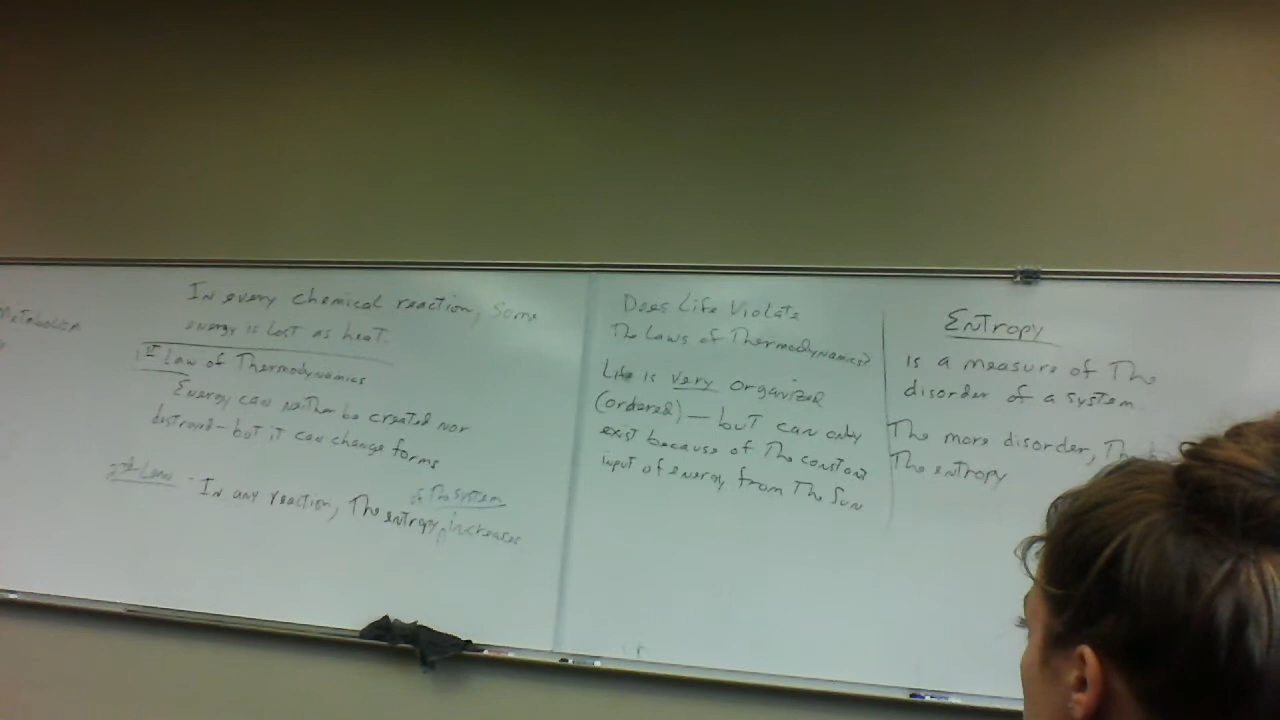 Metabolism
In every chemical reaction, some
energy is lost as heat.
1st Law of Thermodynamics
Energy can neither be created nor
distroyed - but it can change forms
2nd Law - In any reaction, The entropy increases
of The system
Does Life Violate
The Laws of Thermodynamics?
Life is very organized
(ordered) - but can only
exist because of The constant
input of energy from The Sun
Entropy
is a measure of The
disorder of a system
The more disorder, The
The entropy